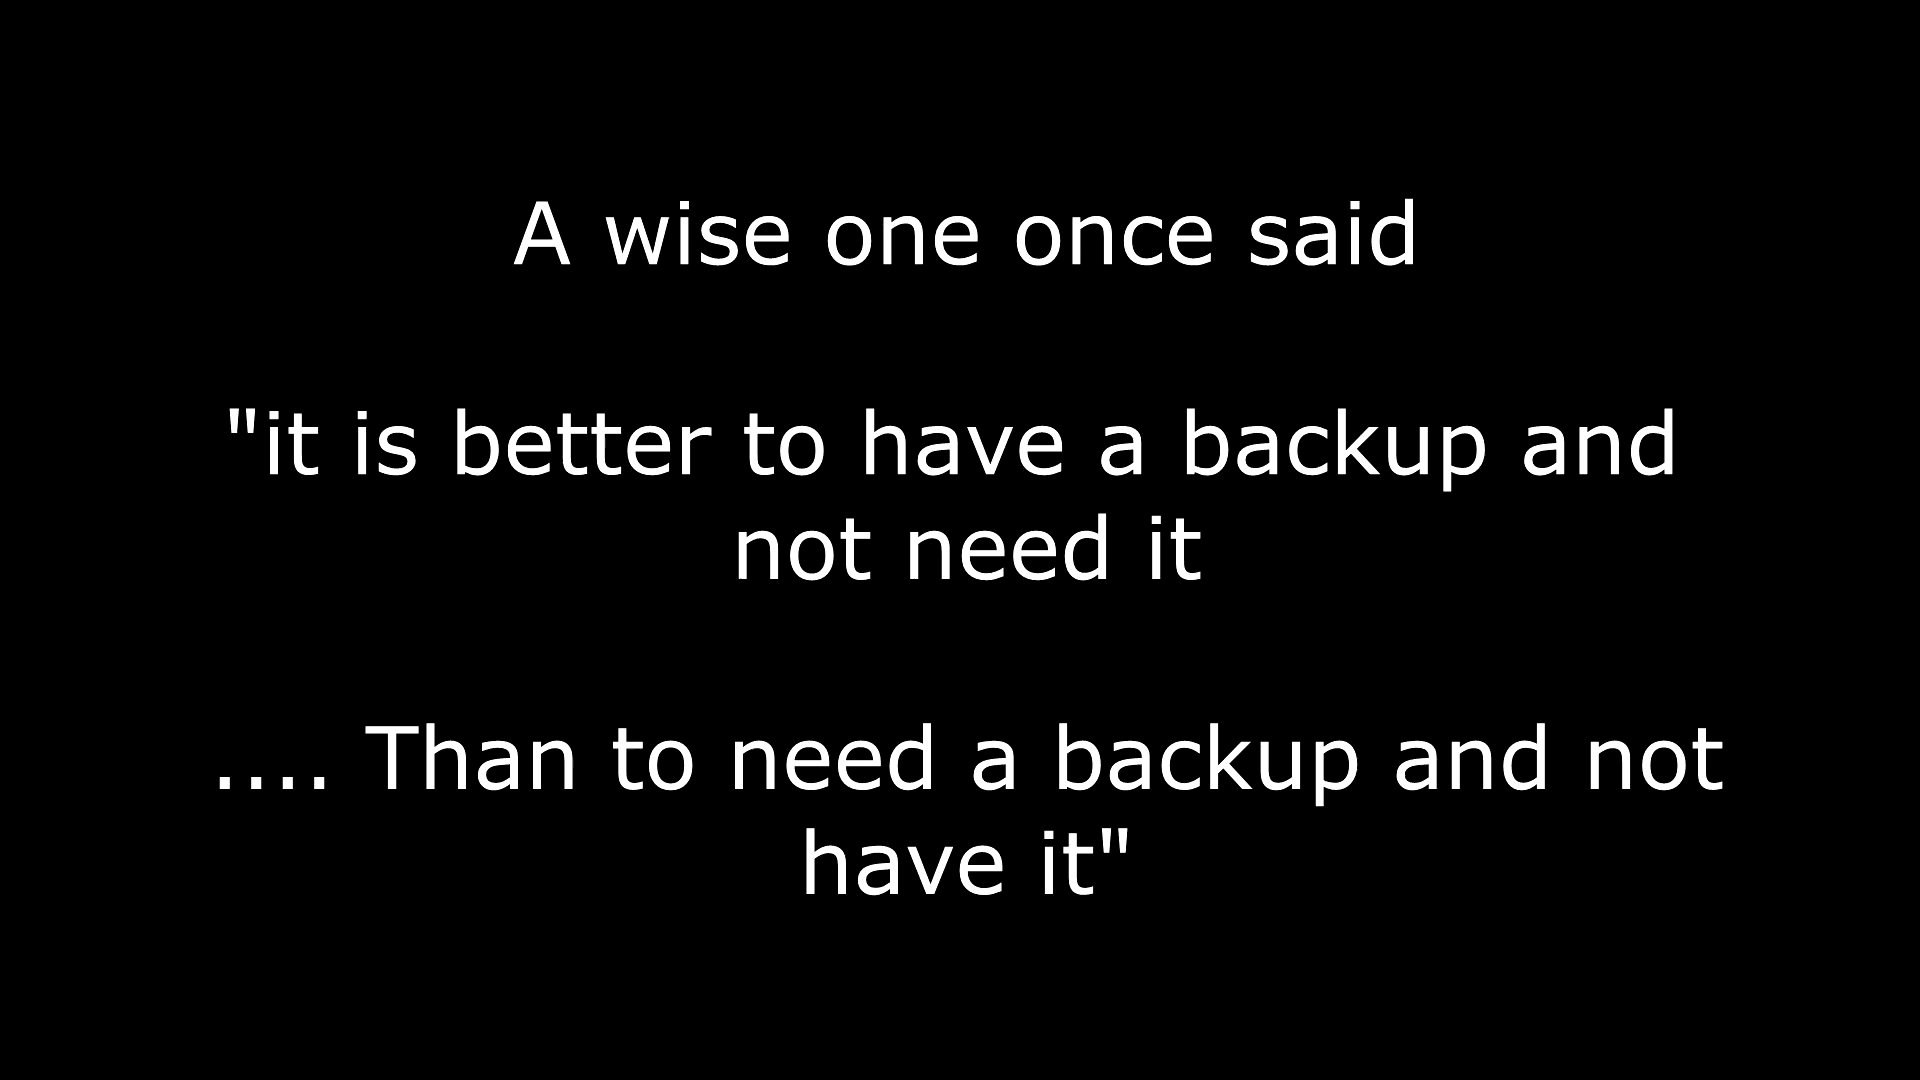 A wise one once said
"it is better to have a backup and
not need it
.... Than to need a backup and not
have it"